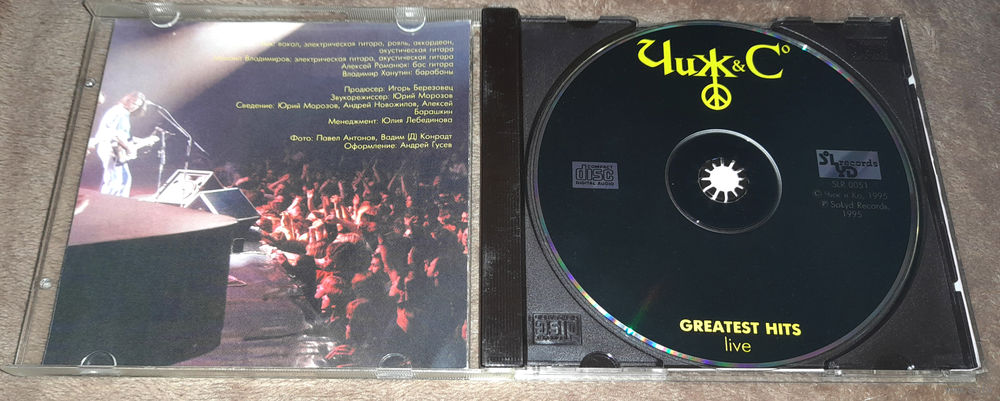 вокал, электрическая гитара, рояль, аккордеон,
акустическая гитара
Владимиров: электрическая гитара, акустическая гитара
Алексей Романюк: бас гитара
Владимир Ханутин: барабаны
Продюсер: Игорь Березовец
Звукорежиссер: Юрий Морозов
Сведение: Юрий Морозов, Андрей Новожилов, Алексей
Барашкин
Менеджмент: Юлия Лебединова
Фото: Павел Антонов, Вадим (Д) Конрадт
Оформление: Андрей Гусев
Чиж & Cº
COMPACT
disc
DIGITAL AUDIO
SoLYD records
SLR 0051
© Чиж и Ко, 1995
℗ SoLyd Records,
1995
GREATEST HITS
live